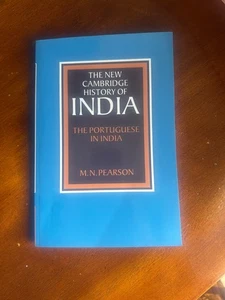 THE NEW
CAMBRIDGE
HISTORY OF
INDIA
THE PORTUGUESE
IN INDIA
M.N. PEARSON